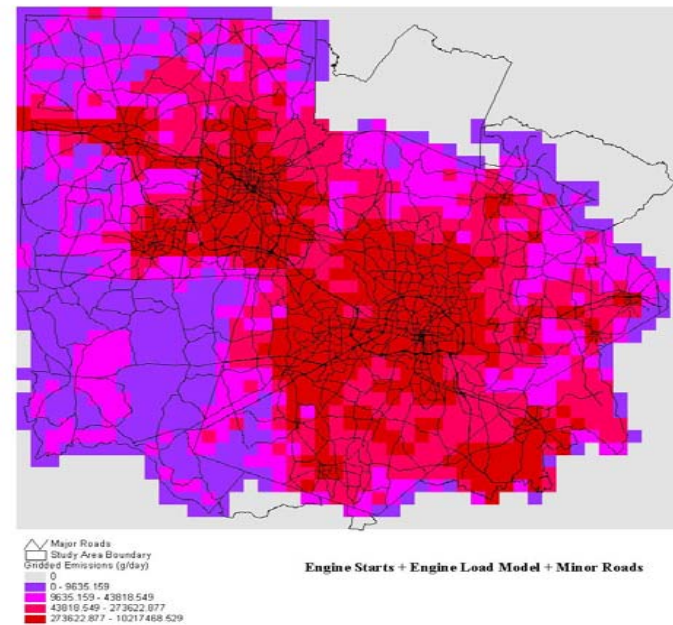 Major Roads
Study Area Boundary
Gridded Emissions (g/day)
0
0 - 9635.159
9635.159 - 43818.549
43818.549 - 273622.877
273622.877 - 10217468.529
Engine Starts + Engine Load Model + Minor Roads